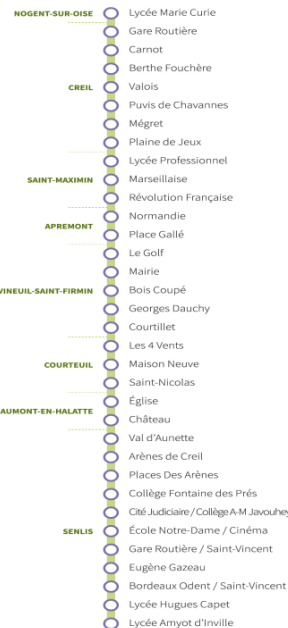 NOGENT-SUR-OISE
Lycée Marie Curie
Gare Routière
Carnot
Berthe Fouchère
CREIL
Valois
Puvis de Chavannes
Mégret
Plaine de Jeux
Lycée Professionnel
SAINT-MAXIMIN
Marseillaise
Révolution Française
Normandie
APREMONT
Place Gallé
Le Golf
Mairie
VINEUIL-SAINT-FIRMIN
Bois Coupé
Georges Dauchy
Courtillet
Les 4 Vents
COURTEUIL
Maison Neuve
Saint-Nicolas
Église
AUMONT-EN-HALATTE
Château
Val d'Aunette
Arènes de Creil
Places Des Arènes
Collège Fontaine des Prés
Cité Judiciaire / Collège A-M Javouhey
SENLIS
École Notre-Dame / Cinéma
Gare Routière / Saint-Vincent
Eugène Gazeau
Bordeaux Odent / Saint-Vincent
Lycée Hugues Capet
Lycée Amyot d'Inville